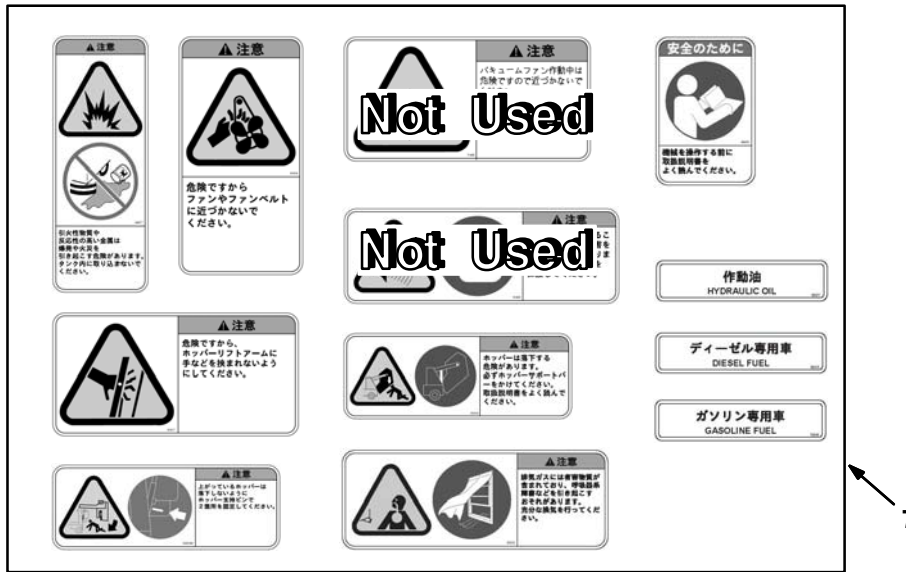 注意
引火性物質や
反応性の高い金属は
爆発や火災を
引き起こす危険があります。
タンク内に取り込まないで
ください。
注意
危険ですから
ファンやファンベルト
に近づかないで
ください。
注意
バキュームファン作動中は
危険ですので近づかないで
Not Used
安全のために
機械を操作する前に
取扱説明書を
よく読んでください。
注意
Not Used
作動油
HYDRAULIC OIL
ディーゼル専用車
DIESEL FUEL
ガソリン専用車
GASOLINE FUEL
注意
危険ですから、
ホッパーリフトアームに
手などを挟まれないよう
にしてください。
注意
ホッパーは落下する
危険があります。
必ずホッパーサポートバ
ーをかけてください。
取扱説明書をよく読んで
ください。
注意
上がっているホッパーは
落下しないように
ホッパー支持ピンで
2箇所を固定してください。
注意
排気ガスには有害物質が
含まれており、呼吸器系
障害などを引き起こす
おそれがあります。
充分な換気を行ってくだ
さい。